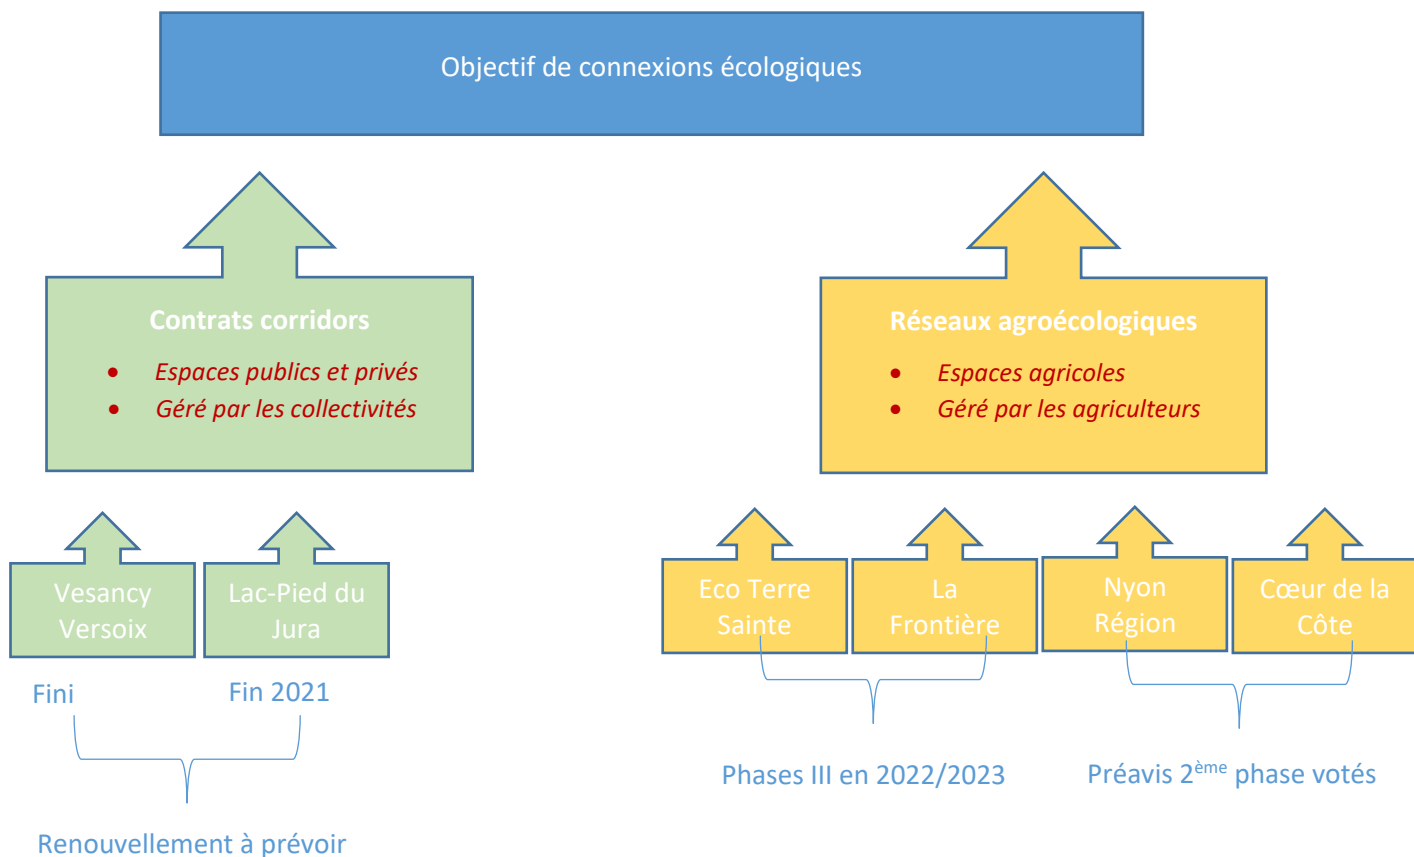 Objectif de connexions écologiques
Contrats corridors
• Espaces publics et privés
• Géré par les collectivités
Réseaux agroécologiques
• Espaces agricoles
• Géré par les agriculteurs
Vesancy
Versoix
Lac-Pied du
Jura
Eco Terre
Sainte
La
Frontière
Nyon
Région
Cœur de la
Côte
Fini
Fin 2021
Phases III en 2022/2023
Préavis 2ème phase votés
Renouvellement à prévoir